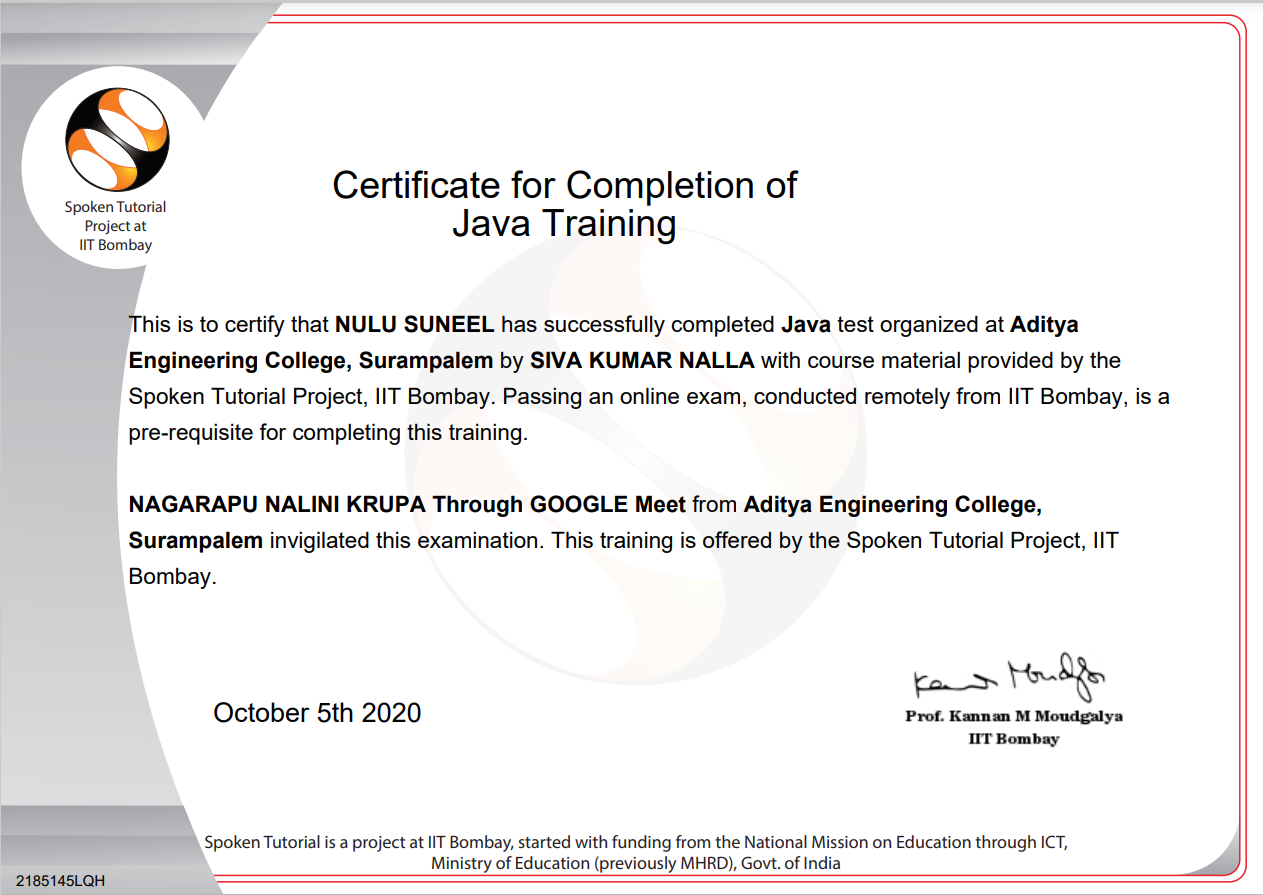 Spoken Tutorial
Project at
IIT Bombay
Certificate for Completion of
Java Training
This is to certify that NULU SUNEEL has successfully completed Java test organized at Aditya
Engineering College, Surampalem by SIVA KUMAR NALLA with course material provided by the
Spoken Tutorial Project, IIT Bombay. Passing an online exam, conducted remotely from IIT Bombay, is a
pre-requisite for completing this training.
NAGARAPU NALINI KRUPA Through GOOGLE Meet from Aditya Engineering College,
Surampalem invigilated this examination. This training is offered by the Spoken Tutorial Project, IIT
Bombay.
October 5th 2020
Prof. Kannan M Moudgalya
IIT Bombay
Spoken Tutorial is a project at IIT Bombay, started with funding from the National Mission on Education through ICT,
Ministry of Education (previously MHRD), Govt. of India
2185145LQH